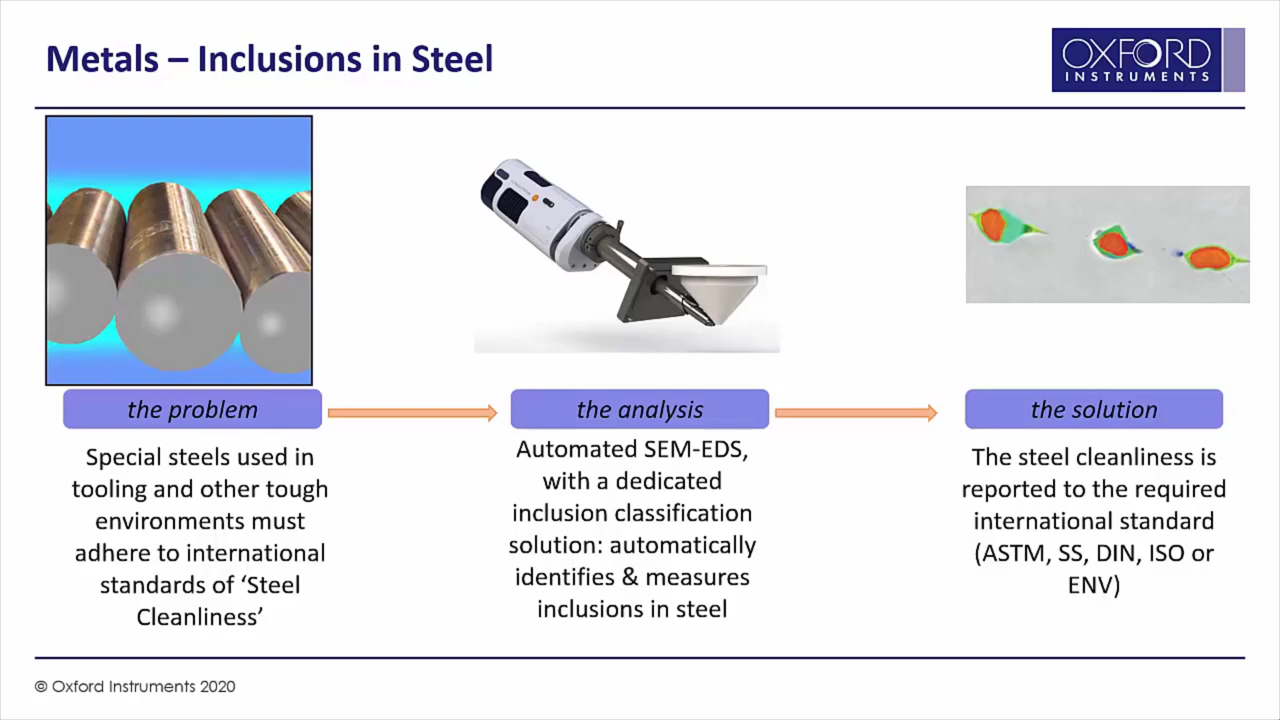 Metals – Inclusions in Steel
OXFORD
INSTRUMENTS
the problem
Special steels used in
tooling and other tough
environments must
adhere to international
standards of ‘Steel
Cleanliness’
the analysis
Automated SEM-EDS,
with a dedicated
inclusion classification
solution: automatically
identifies & measures
inclusions in steel
the solution
The steel cleanliness is
reported to the required
international standard
(ASTM, SS, DIN, ISO or
ENV)
© Oxford Instruments 2020